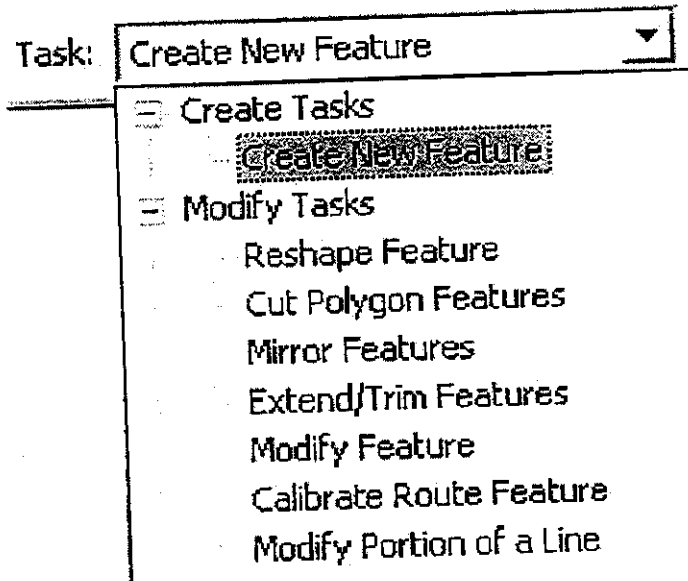 Task: Create New Feature
Create Tasks
Create New Feature
Modify Tasks
Reshape Feature
Cut Polygon Features
Mirror Features
Extend/Trim Features
Modify Feature
Calibrate Route Feature
Modify Portion of a Line